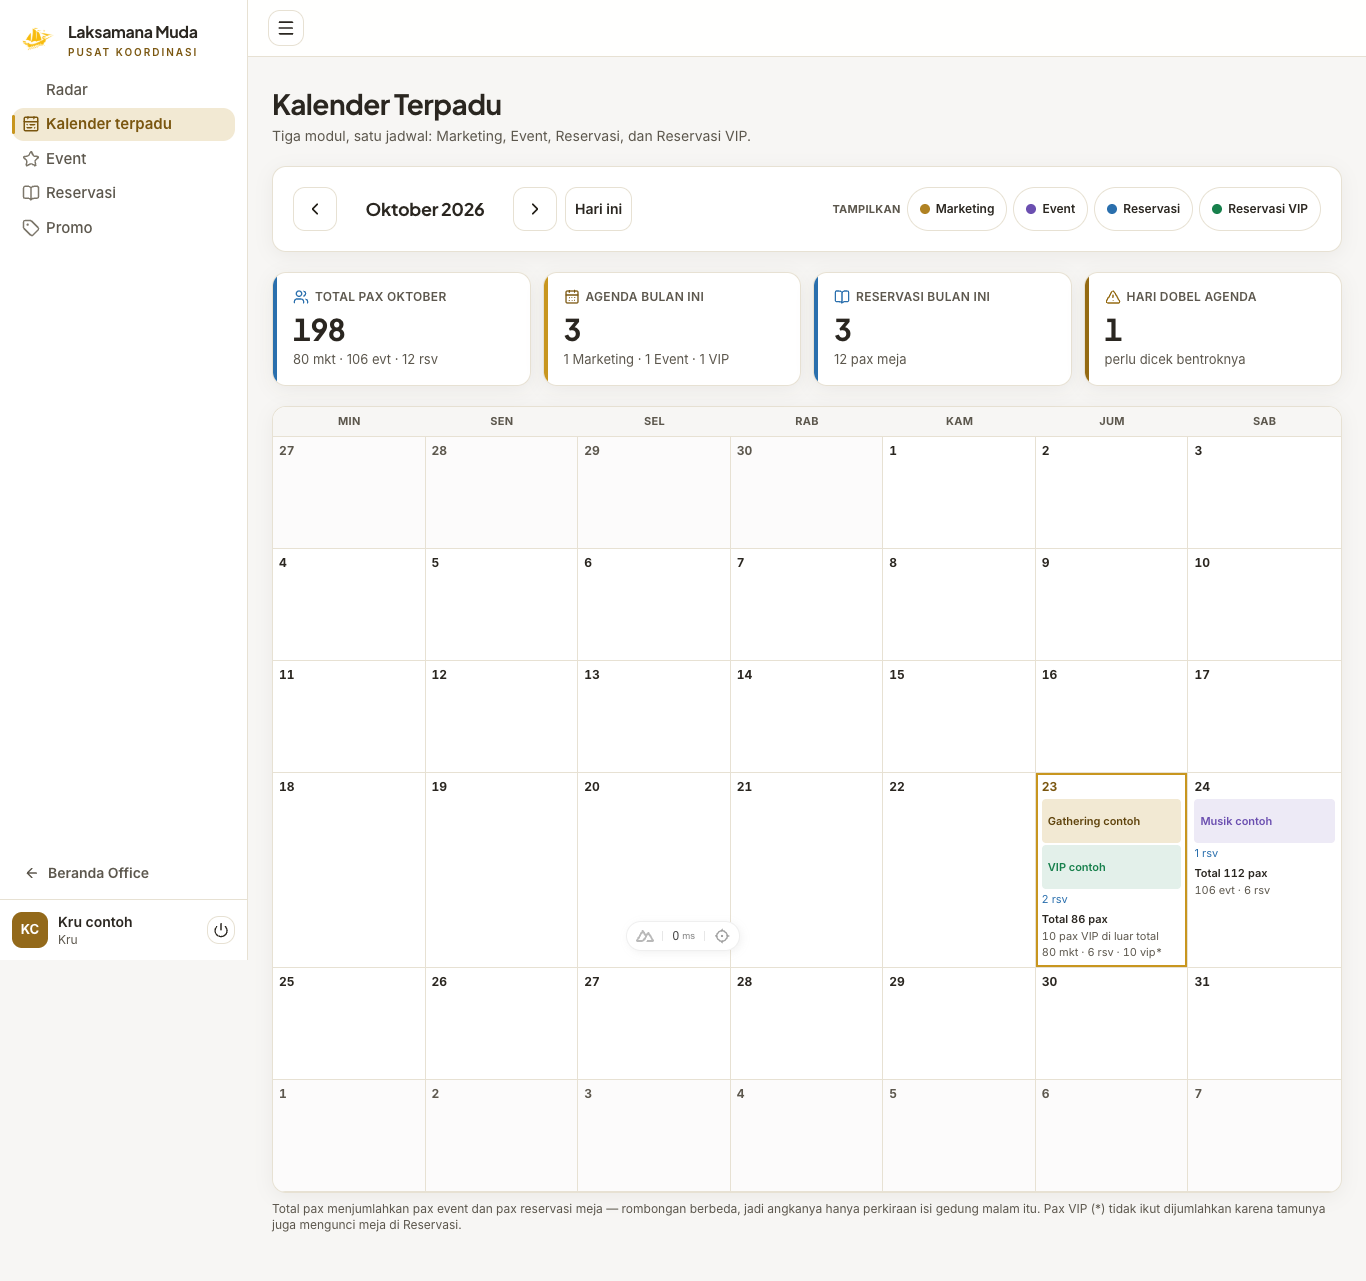 Laksamana Muda
PUSAT KOORDINASI
Radar
Kalender terpadu
Event
Reservasi
Promo
Beranda Office
KC
Kru contoh
Kru
Kalender Terpadu
Tiga modul, satu jadwal: Marketing, Event, Reservasi, dan Reservasi VIP.
Oktober 2026
Hari ini
TAMPILKAN
Marketing
Event
Reservasi
Reservasi VIP
TOTAL PAX OKTOBER
198
80 mkt · 106 evt · 12 rsv
AGENDA BULAN INI
3
1 Marketing · 1 Event · 1 VIP
RESERVASI BULAN INI
3
12 pax meja
HARI DOBEL AGENDA
1
perlu dicek bentroknya
MIN SEN SEL RAB KAM JUM SAB
27 28 29 30 1 2 3
4 5 6 7 8 9 10
11 12 13 14 15 16 17
18 19 20 21 22
23
Gathering contoh
VIP contoh
2 rsv
Total 86 pax
10 pax VIP di luar total
80 mkt · 6 rsv · 10 vip*
24
Musik contoh
1 rsv
Total 112 pax
106 evt · 6 rsv
0 ms
25 26 27 28 29 30 31
1 2 3 4 5 6 7
Total pax menjumlahkan pax event dan pax reservasi meja — rombongan berbeda, jadi angkanya hanya perkiraan isi gedung malam itu. Pax VIP (*) tidak ikut dijumlahkan karena tamunya
juga mengunci meja di Reservasi.